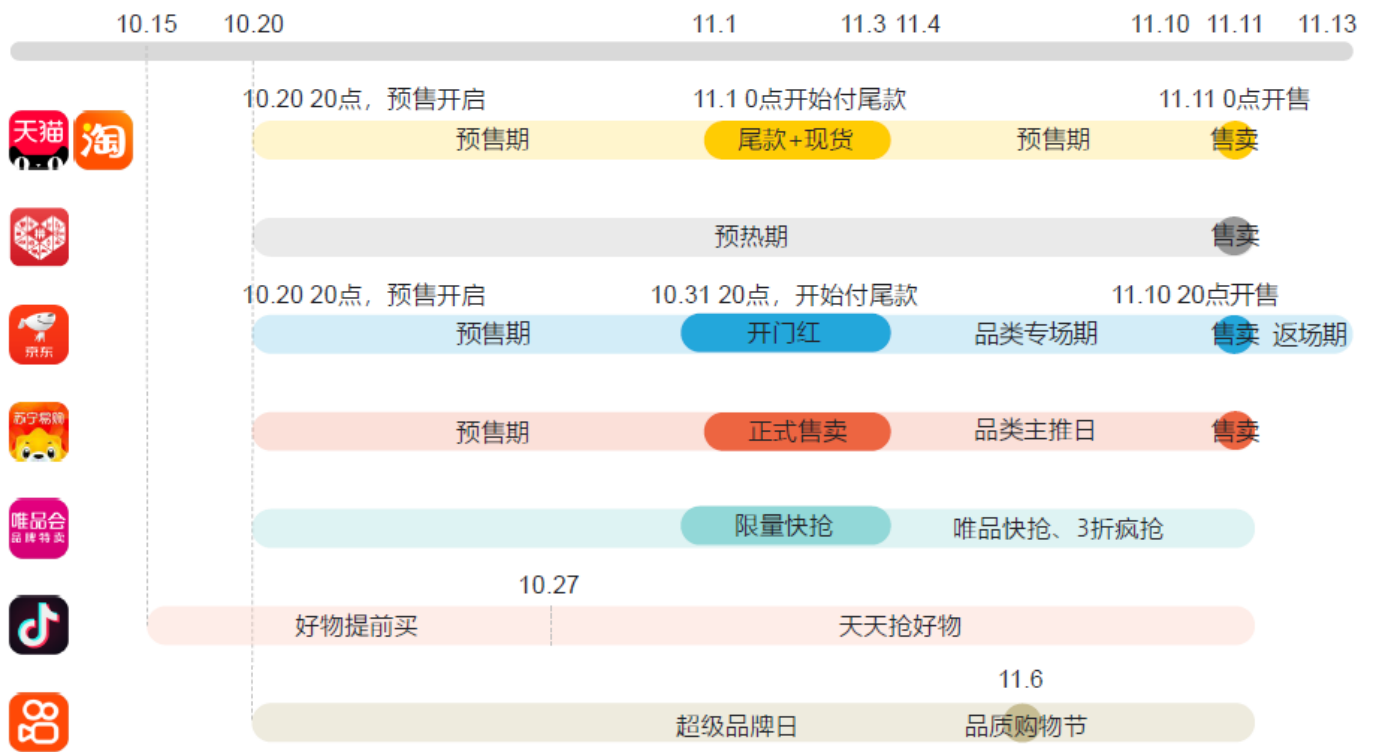 10.15 10.20 11.1 11.3 11.4 11.10 11.11 11.13
10.20 20点，预售开启 11.1 0点开始付尾款 11.11 0点开售
天猫 淘 预售期 尾款+现货 预售期 售卖
拼 预热期 售卖
10.20 20点，预售开启 10.31 20点，开始付尾款 11.10 20点开售
京东 预售期 开门红 品类专场期 售卖 返场期
苏宁易购 预售期 正式售卖 品类主推日 售卖
唯品会 限量快抢 唯品快抢、3折疯抢
品牌特卖
10.27
好物提前买 天天抢好物
11.6
超级品牌日 品质购物节